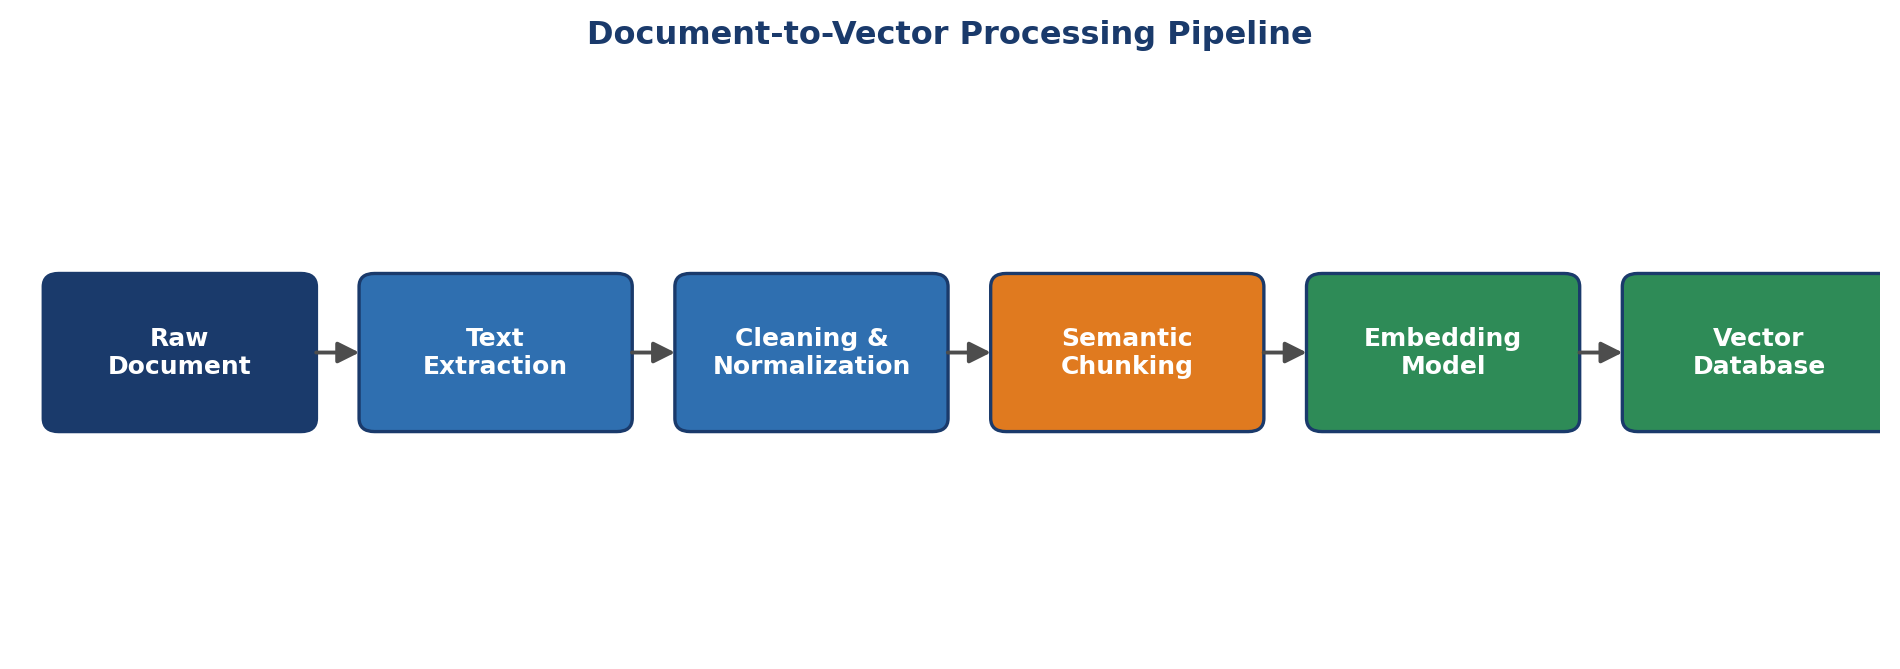 Document-to-Vector Processing Pipeline
Raw
Document
Text
Extraction
Cleaning &
Normalization
Semantic
Chunking
Embedding
Model
Vector
Database